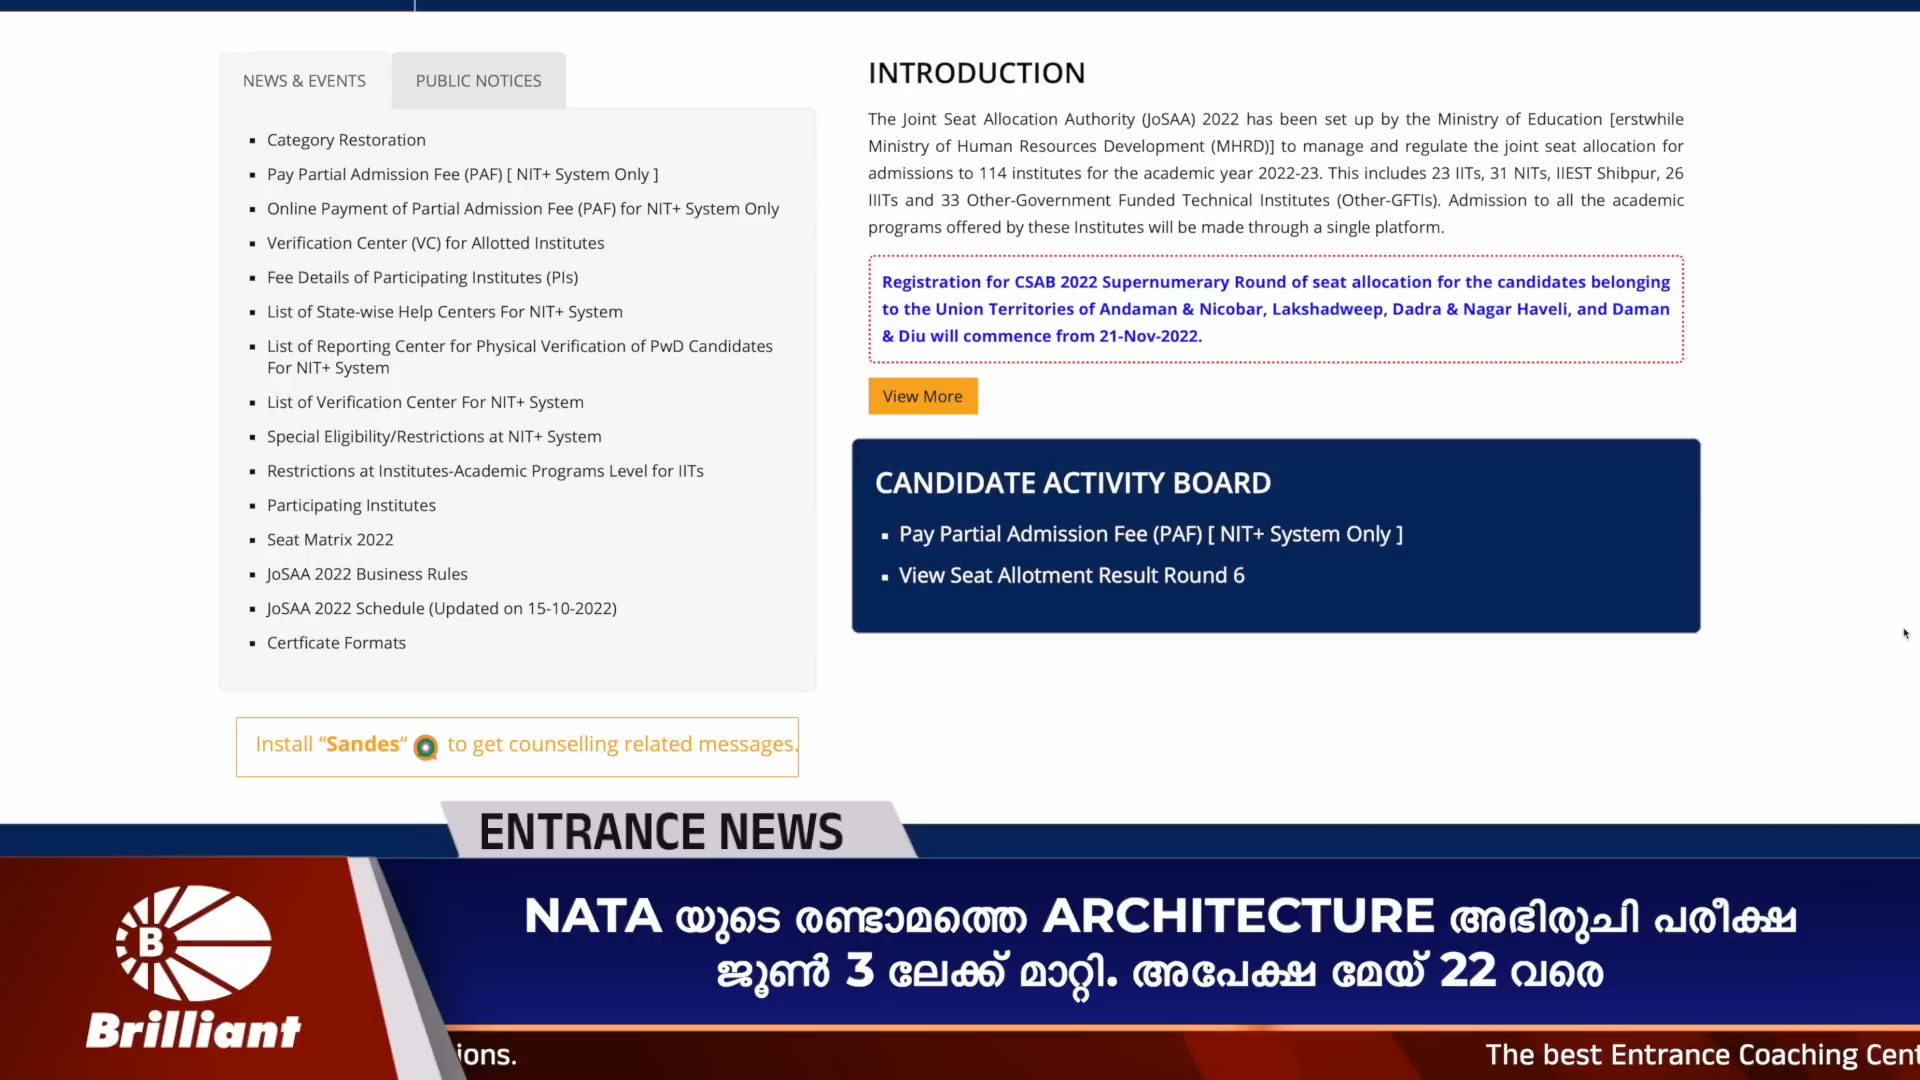 NEWS & EVENTS
PUBLIC NOTICES
Category Restoration
Pay Partial Admission Fee (PAF) [ NIT+ System Only ]
Online Payment of Partial Admission Fee (PAF) for NIT+ System Only
Verification Center (VC) for Allotted Institutes
Fee Details of Participating Institutes (PIs)
List of State-wise Help Centers For NIT+ System
List of Reporting Center for Physical Verification of PwD Candidates
For NIT+ System
List of Verification Center For NIT+ System
Special Eligibility/Restrictions at NIT+ System
Restrictions at Institutes-Academic Programs Level for IITs
Participating Institutes
Seat Matrix 2022
JoSAA 2022 Business Rules
JoSAA 2022 Schedule (Updated on 15-10-2022)
Certficate Formats
Install “Sandes“ to get counselling related messages.
INTRODUCTION
The Joint Seat Allocation Authority (JoSAA) 2022 has been set up by the Ministry of Education [erstwhile
Ministry of Human Resources Development (MHRD)] to manage and regulate the joint seat allocation for
admissions to 114 institutes for the academic year 2022-23. This includes 23 IITs, 31 NITs, IIEST Shibpur, 26
IIITs and 33 Other-Government Funded Technical Institutes (Other-GFTIs). Admission to all the academic
programs offered by these Institutes will be made through a single platform.
Registration for CSAB 2022 Supernumerary Round of seat allocation for the candidates belonging
to the Union Territories of Andaman & Nicobar, Lakshadweep, Dadra & Nagar Haveli, and Daman
& Diu will commence from 21-Nov-2022.
View More
CANDIDATE ACTIVITY BOARD
Pay Partial Admission Fee (PAF) [ NIT+ System Only ]
View Seat Allotment Result Round 6
ENTRANCE NEWS
NATA യുടെ രണ്ടാമത്തെ ARCHITECTURE അഭിരുചി പരീക്ഷ
ജൂൺ 3 ലേക്ക് മാറ്റി. അപേക്ഷ മേയ് 22 വരെ
B
Brilliant
ions.
The best Entrance Coaching Cent